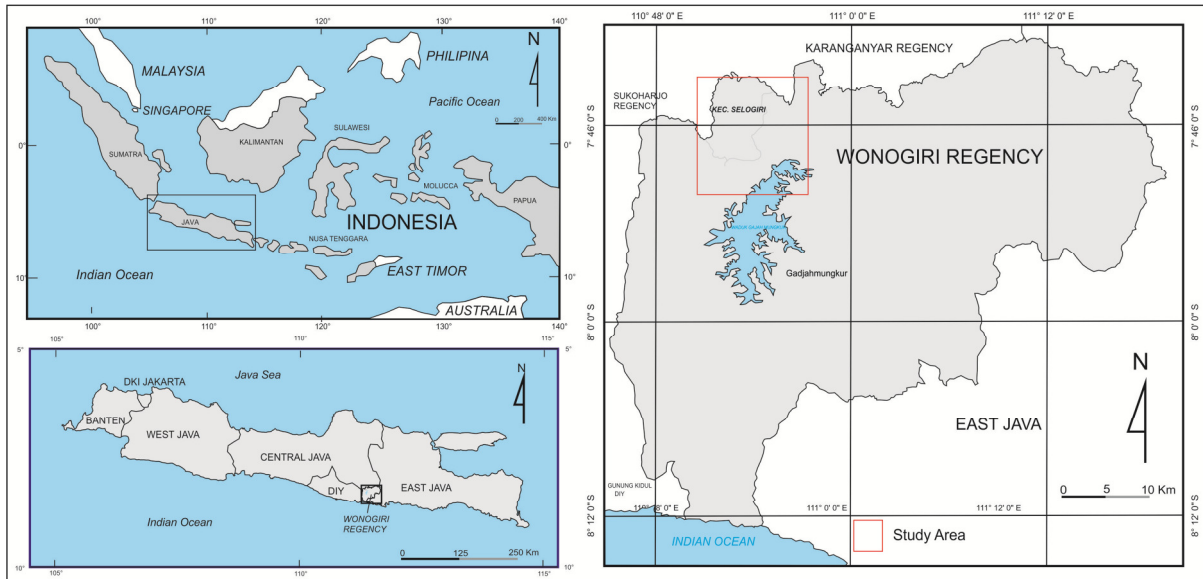 100° 110° 120° 130° 140°
N
MALAYSIA
PHILIPINA
SINGAPORE
Pacific Ocean
0 200 400 Km
SULAWESI
KALIMANTAN
0° 0°
SUMATRA
MOLUCCA
PAPUA
INDONESIA
JAVA
NUSA TENGGARA
Indian Ocean
EAST TIMOR
10° 10°
AUSTRALIA
100° 110° 120° 130° 140°
105° 110° 115°
5° 5°
Java Sea
N
DKI JAKARTA
BANTEN
WEST JAVA
CENTRAL JAVA
DIY
EAST JAVA
WONOGIRI
REGENCY
Indian Ocean
0 125 250 Km
10° 10°
105° 110° 115°
110° 48' 0" E 111° 0' 0" E 111° 12' 0" E
KARANGANYAR REGENCY
SUKOHARJO
REGENCY
KEC. SELOGIRI
7° 46' 0" S 7° 46' 0" S
WONOGIRI REGENCY
Gadjahmungkur
8° 0' 0" S 8° 0' 0" S
N
EAST JAVA
GUNUNG KIDUL
DIY
0 5 10 Km
111° 0' 0" E 111° 12' 0" E
8° 12' 0" S 8° 12' 0" S
INDIAN OCEAN
Study Area